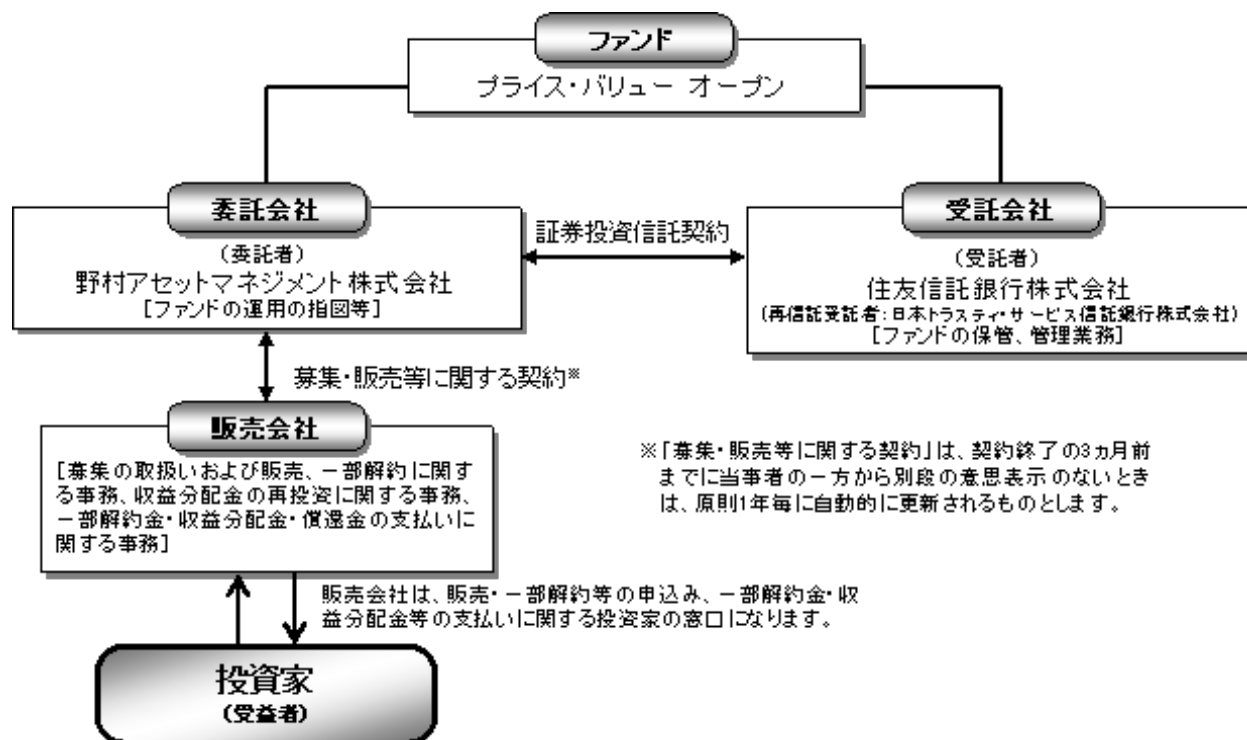 ファンド
プライス・バリュー オープン
委託会社
(委託者)
野村アセットマネジメント株式会社
[ファンドの運用の指図等]
証券投資信託契約
受託会社
(受託者)
住友信託銀行株式会社
(再信託受託者:日本トラスティ・サービス信託銀行株式会社)
[ファンドの保管、管理業務]
募集・販売等に関する契約※
販売会社
[募集の取扱いおよび販売、一部解約に関す
る事務、収益分配金の再投資に関する事務、
一部解約金・収益分配金・償還金の支払いに
関する事務]
※「募集・販売等に関する契約」は、契約終了の3ヵ月前
までに当事者の一方から別段の意思表示のないとき
は、原則1年毎に自動的に更新されるものとします。
販売会社は、販売・一部解約等の申込み、一部解約金・収
益分配金等の支払いに関する投資家の窓口になります。
投資家
(受益者)